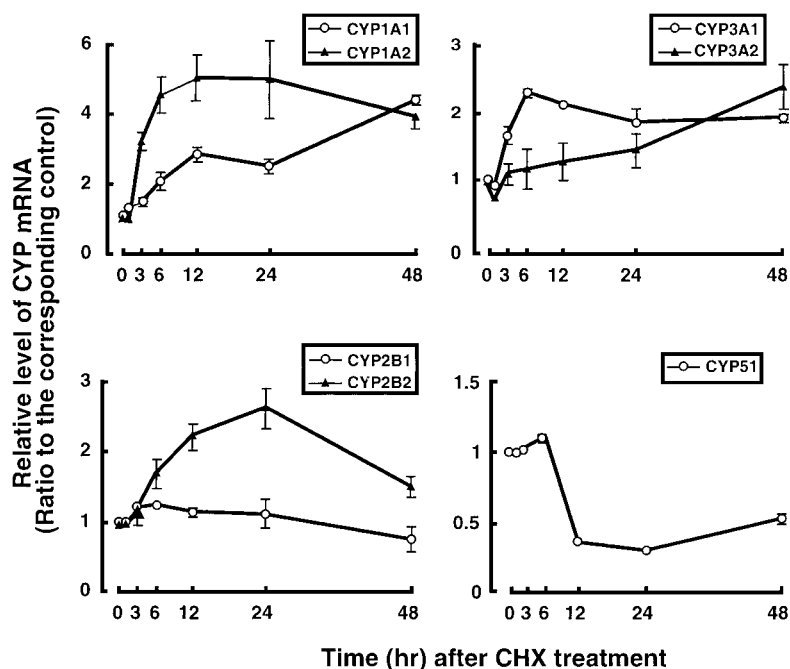 Relative level of CYP mRNA
(Ratio to the corresponding control)
CYP1A1
CYP1A2
6
4
2
0
0 3 6 12 24 48
CYP3A1
CYP3A2
3
2
1
0
0 3 6 12 24 48
CYP2B1
CYP2B2
3
2
1
0
0 3 6 12 24 48
CYP51
1.5
1
0.5
0
0 3 6 12 24 48
Time (hr) after CHX treatment